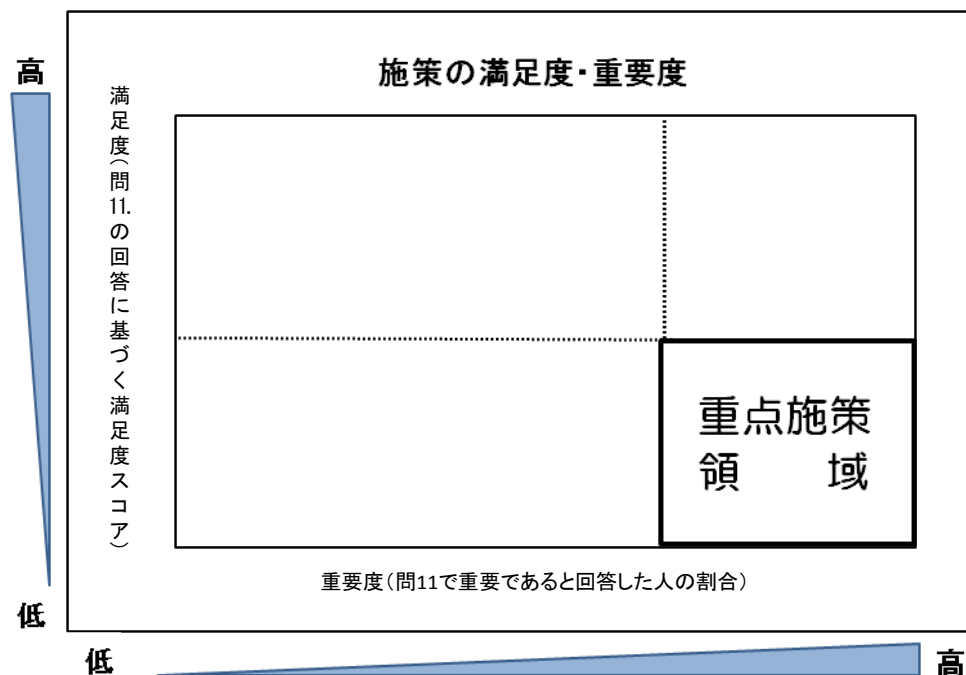 施策の満足度・重要度
高
満足度（問11.の回答に基づく満足度スコア）
重点施策
領　域
重要度（問11で重要であると回答した人の割合）
低
低
高